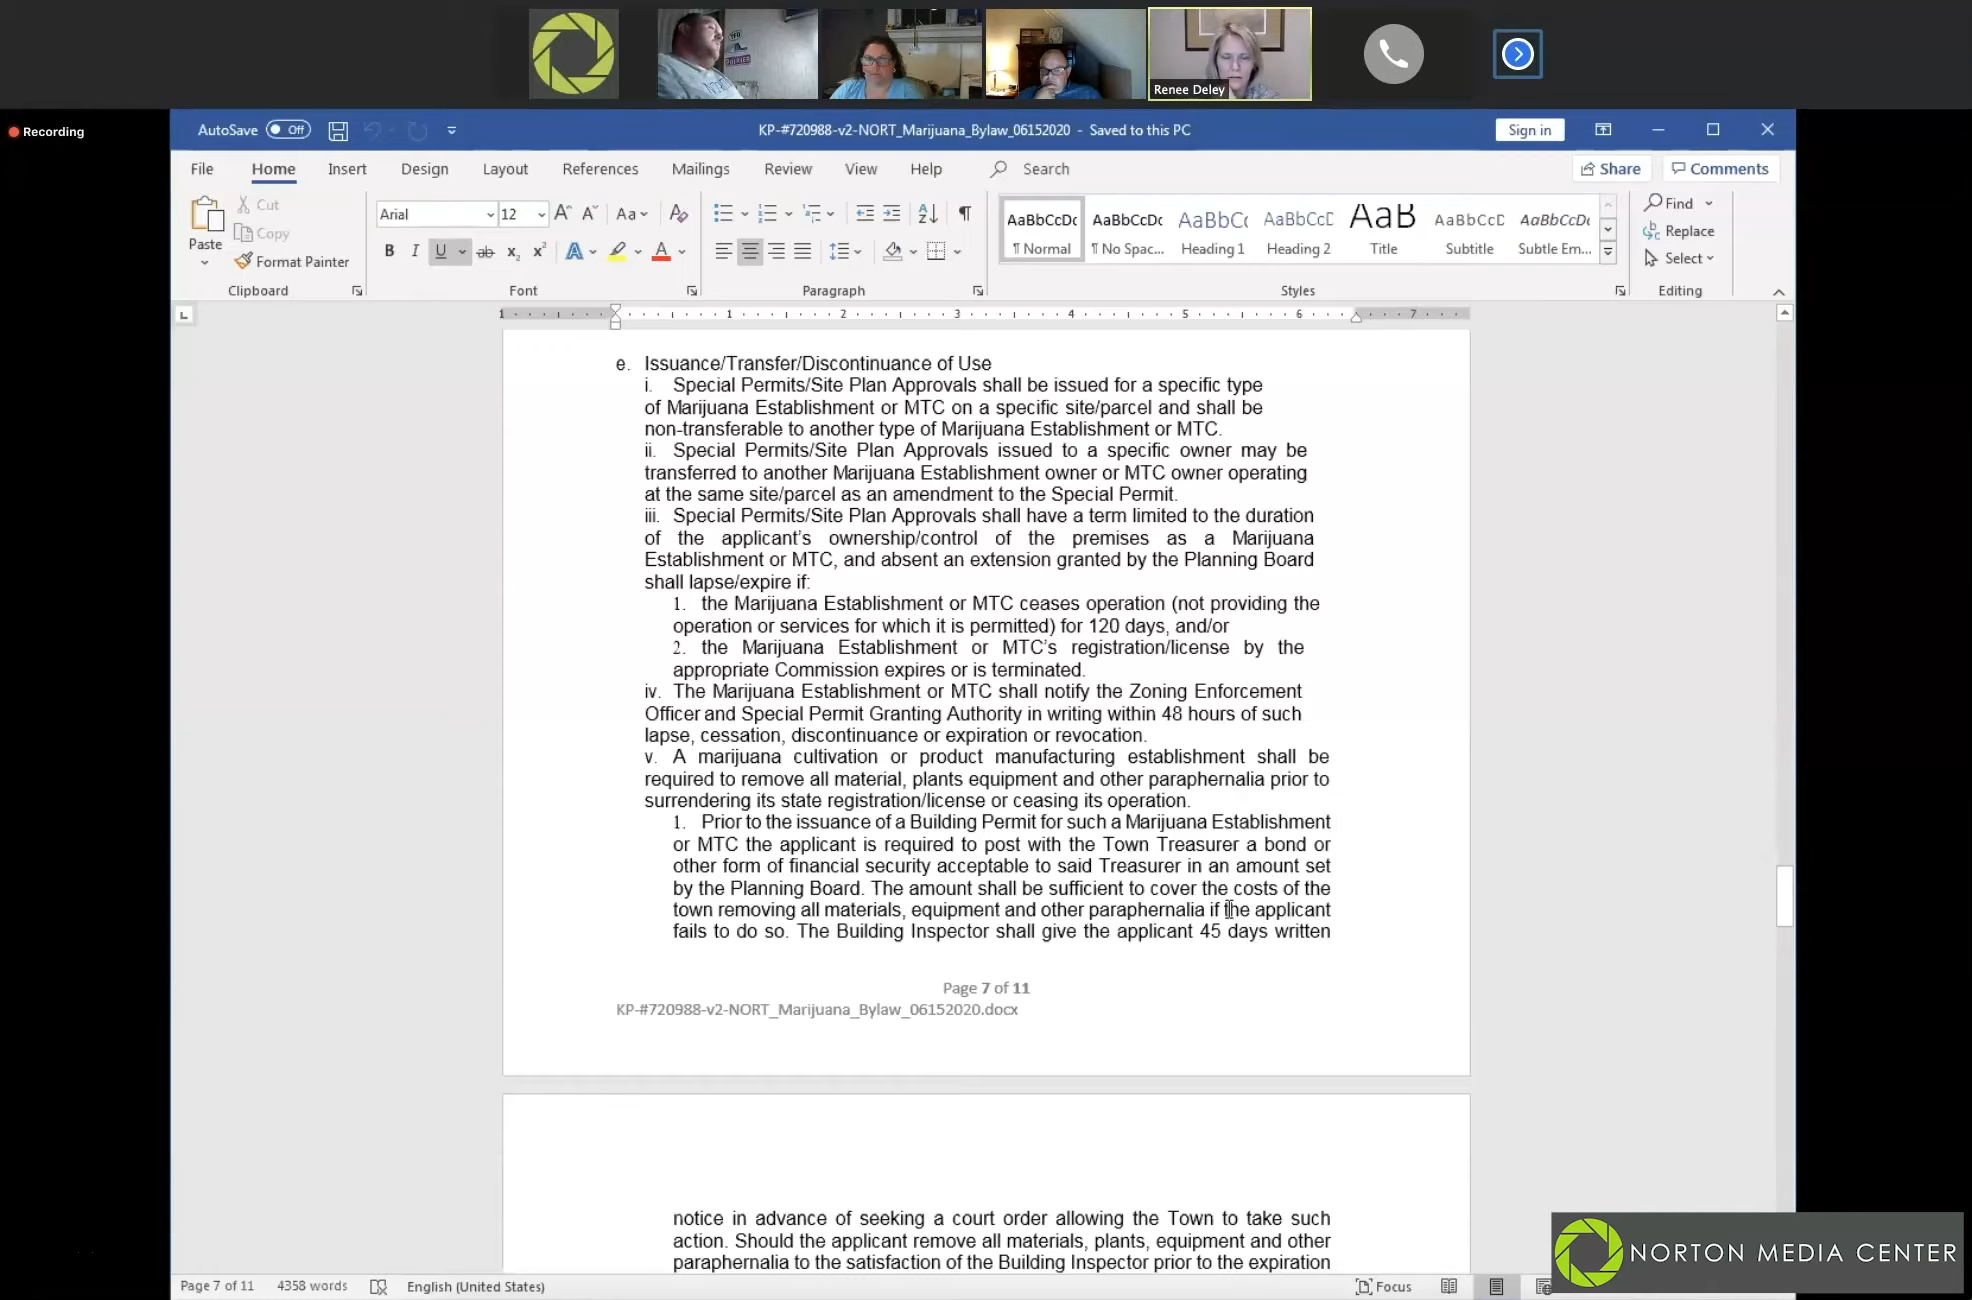 Renee Deley
Recording
AutoSave Off
KP-#720988-v2-NORT_Marijuana_Bylaw_06152020 - Saved to this PC
Sign in
File Home Insert Design Layout References Mailings Review View Help Search
Share Comments
Paste
Cut
Copy
Format Painter
Clipboard
Arial 12
Aa
B I U ab x₂ x² A A
Font
Paragraph
AaBbCcDc AaBbCcDc AaBbC AaBbCcD AaB AaBbCcD AaBbCcDc
¶ Normal ¶ No Spac... Heading 1 Heading 2 Title Subtitle Subtle Em...
Styles
Find
Replace
Select
Editing
1 1 2 3 4 5 6 7
e. Issuance/Transfer/Discontinuance of Use
i. Special Permits/Site Plan Approvals shall be issued for a specific type
of Marijuana Establishment or MTC on a specific site/parcel and shall be
non-transferable to another type of Marijuana Establishment or MTC.
ii. Special Permits/Site Plan Approvals issued to a specific owner may be
transferred to another Marijuana Establishment owner or MTC owner operating
at the same site/parcel as an amendment to the Special Permit.
iii. Special Permits/Site Plan Approvals shall have a term limited to the duration
of the applicant’s ownership/control of the premises as a Marijuana
Establishment or MTC, and absent an extension granted by the Planning Board
shall lapse/expire if:
1. the Marijuana Establishment or MTC ceases operation (not providing the
operation or services for which it is permitted) for 120 days, and/or
2. the Marijuana Establishment or MTC’s registration/license by the
appropriate Commission expires or is terminated.
iv. The Marijuana Establishment or MTC shall notify the Zoning Enforcement
Officer and Special Permit Granting Authority in writing within 48 hours of such
lapse, cessation, discontinuance or expiration or revocation.
v. A marijuana cultivation or product manufacturing establishment shall be
required to remove all material, plants equipment and other paraphernalia prior to
surrendering its state registration/license or ceasing its operation.
1. Prior to the issuance of a Building Permit for such a Marijuana Establishment
or MTC the applicant is required to post with the Town Treasurer a bond or
other form of financial security acceptable to said Treasurer in an amount set
by the Planning Board. The amount shall be sufficient to cover the costs of the
town removing all materials, equipment and other paraphernalia if the applicant
fails to do so. The Building Inspector shall give the applicant 45 days written
Page 7 of 11
KP-#720988-v2-NORT_Marijuana_Bylaw_06152020.docx
notice in advance of seeking a court order allowing the Town to take such
action. Should the applicant remove all materials, plants, equipment and other
paraphernalia to the satisfaction of the Building Inspector prior to the expiration
NORTON MEDIA CENTER
Page 7 of 11 4358 words English (United States) Focus